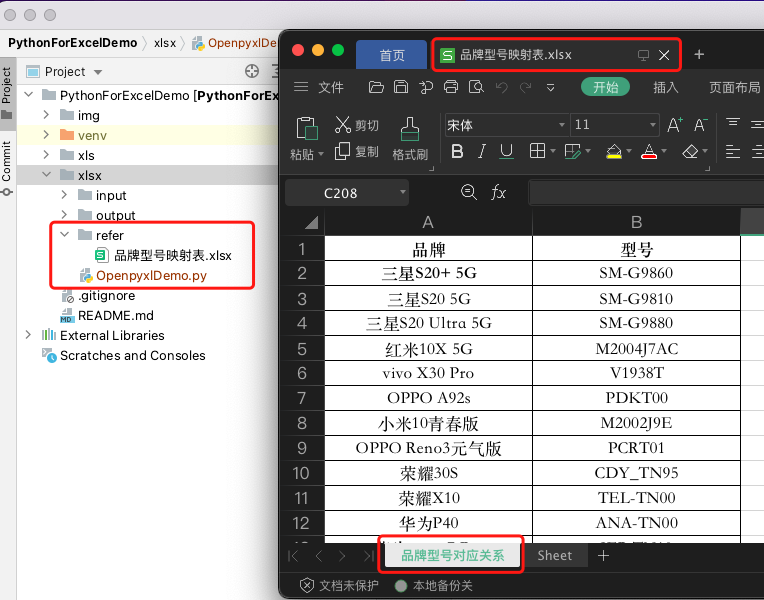 PythonForExcelDemo xlsx OpenpyxlDe
Project
Commit
Project
PythonForExcelDemo [PythonForEx
img
venv
xls
xlsx
input
output
refer
品牌型号映射表.xlsx
OpenpyxlDemo.py
.gitignore
MD README.md
External Libraries
Scratches and Consoles
首页 S 品牌型号映射表.xlsx
文件 开始 插入 页面布局
粘贴 剪切 复制 格式刷 宋体 11 A+ A-
B I U A
C208 fx
A B
1 品牌 型号
2 三星S20+ 5G SM-G9860
3 三星S20 5G SM-G9810
4 三星S20 Ultra 5G SM-G9880
5 红米10X 5G M2004J7AC
6 vivo X30 Pro V1938T
7 OPPO A92s PDKT00
8 小米10青春版 M2002J9E
9 OPPO Reno3元气版 PCRT01
10 荣耀30S CDY_TN95
11 荣耀X10 TEL-TN00
12 华为P40 ANA-TN00
品牌型号对应关系 Sheet
文档未保护 本地备份关